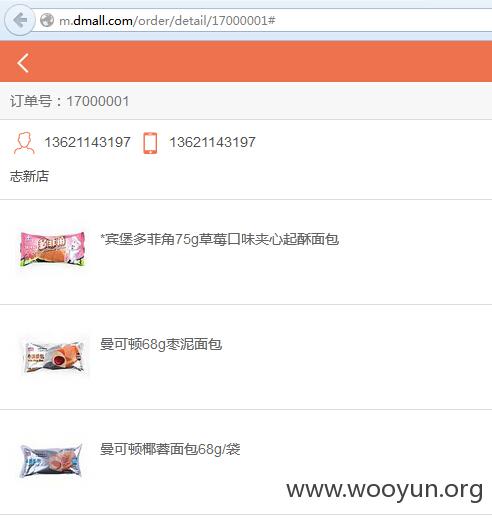 m.dmall.com/order/detail/17000001#
订单号：17000001
13621143197 13621143197
志新店
*宾堡多菲角75g草莓口味夹心起酥面包
曼可顿68g枣泥面包
曼可顿椰蓉面包68g/袋
www.wooyun.org